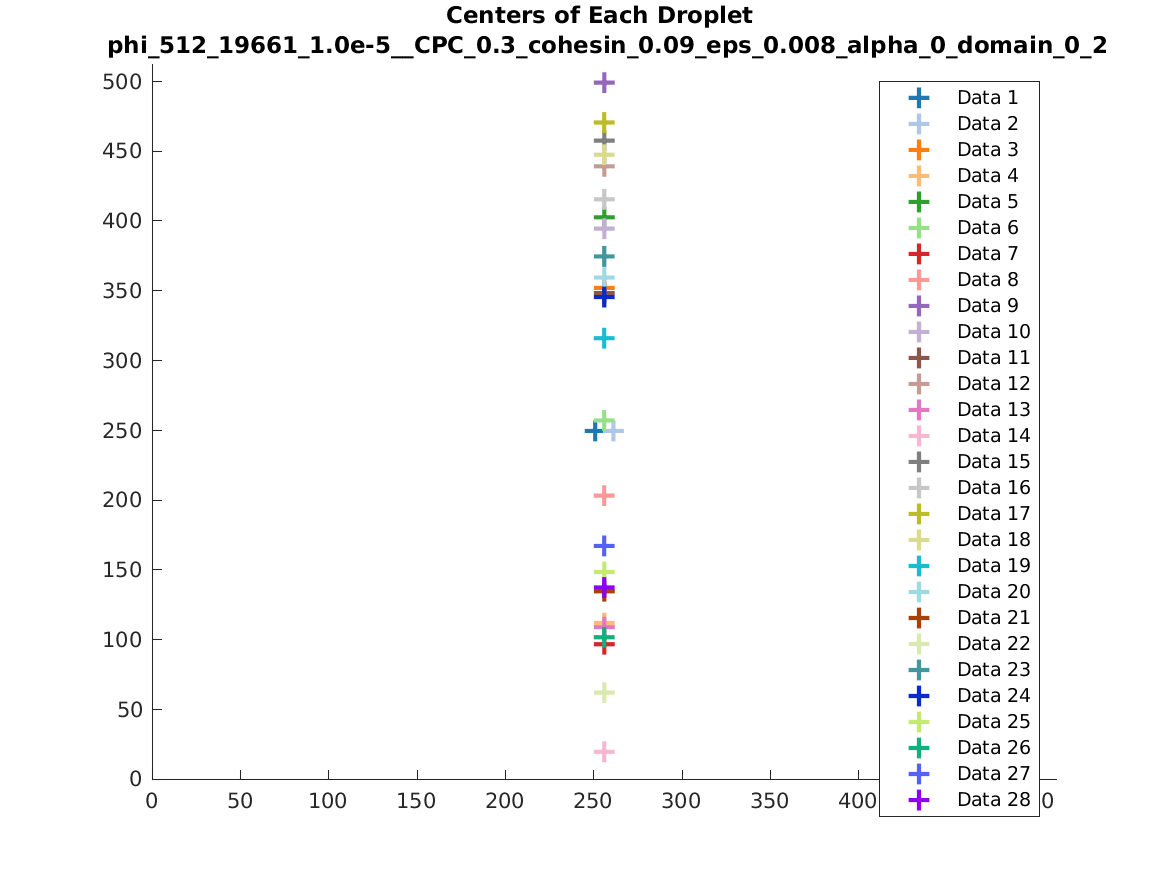 Centers of Each Droplet
phi_512_19661_1.0e-5__CPC_0.3_cohesin_0.09_eps_0.008_alpha_0_domain_0_2
500
450
400
350
300
250
200
150
100
50
0
0 50 100 150 200 250 300 350 400 0
Data 1
Data 2
Data 3
Data 4
Data 5
Data 6
Data 7
Data 8
Data 9
Data 10
Data 11
Data 12
Data 13
Data 14
Data 15
Data 16
Data 17
Data 18
Data 19
Data 20
Data 21
Data 22
Data 23
Data 24
Data 25
Data 26
Data 27
Data 28